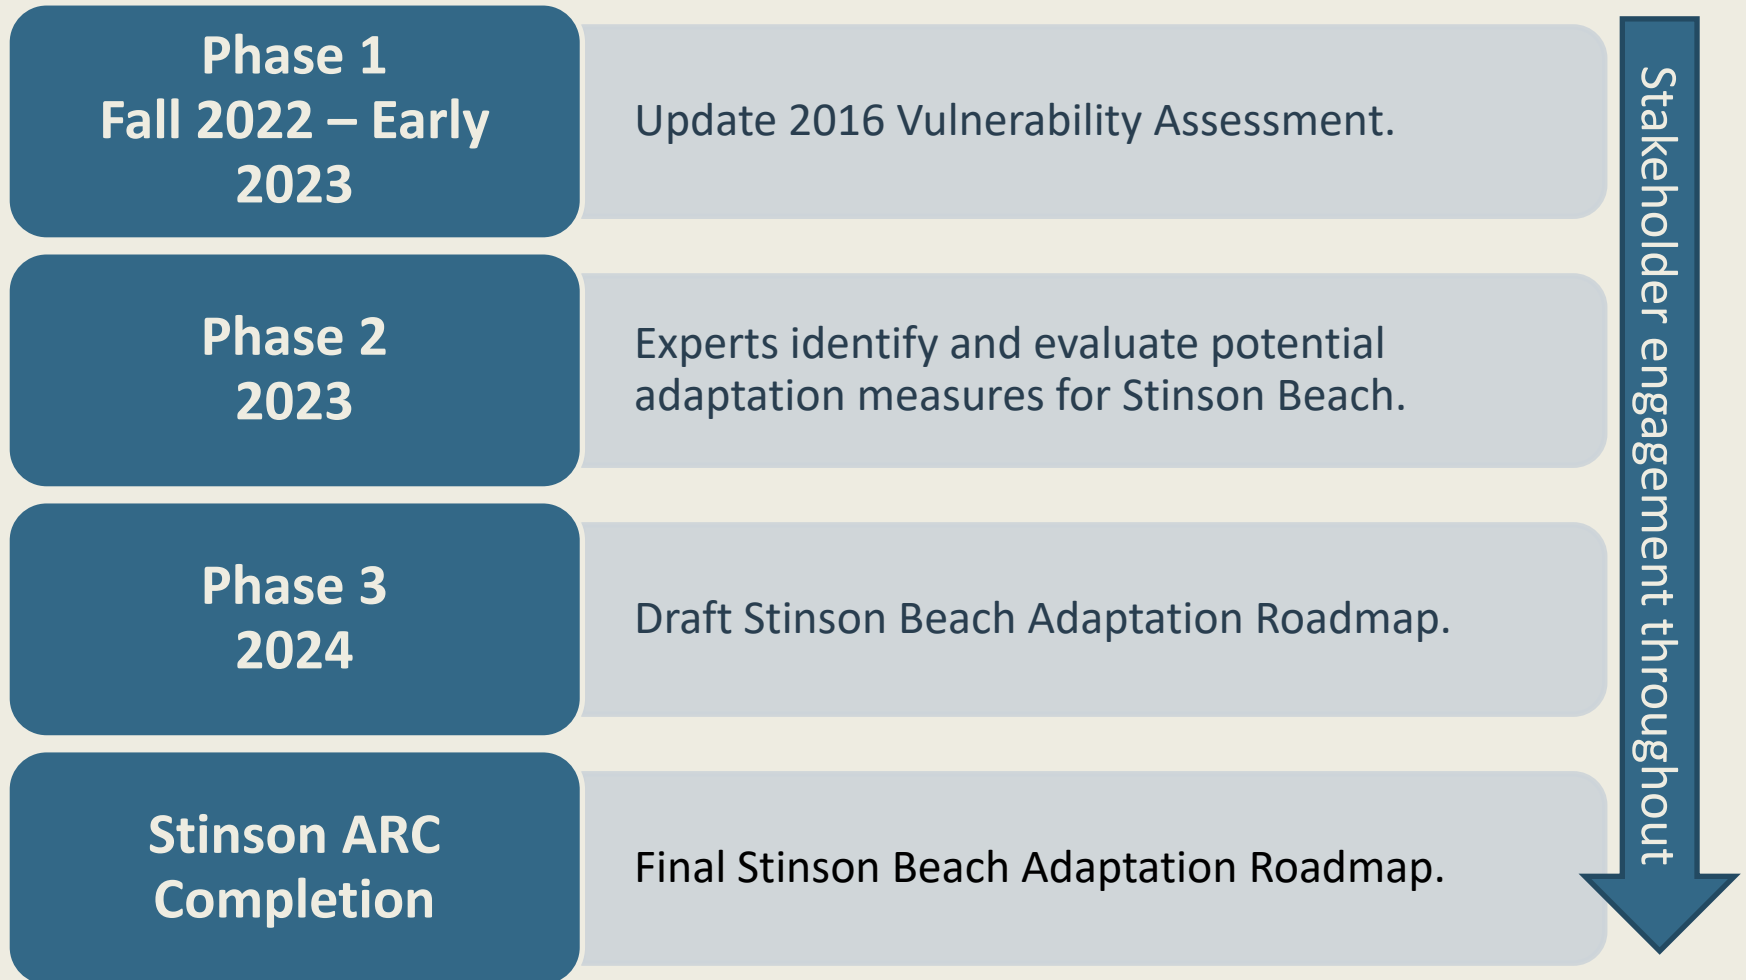 Phase 1
Fall 2022 – Early
2023
Update 2016 Vulnerability Assessment.
Phase 2
2023
Experts identify and evaluate potential
adaptation measures for Stinson Beach.
Phase 3
2024
Draft Stinson Beach Adaptation Roadmap.
Stinson ARC
Completion
Final Stinson Beach Adaptation Roadmap.
Stakeholder engagement throughout